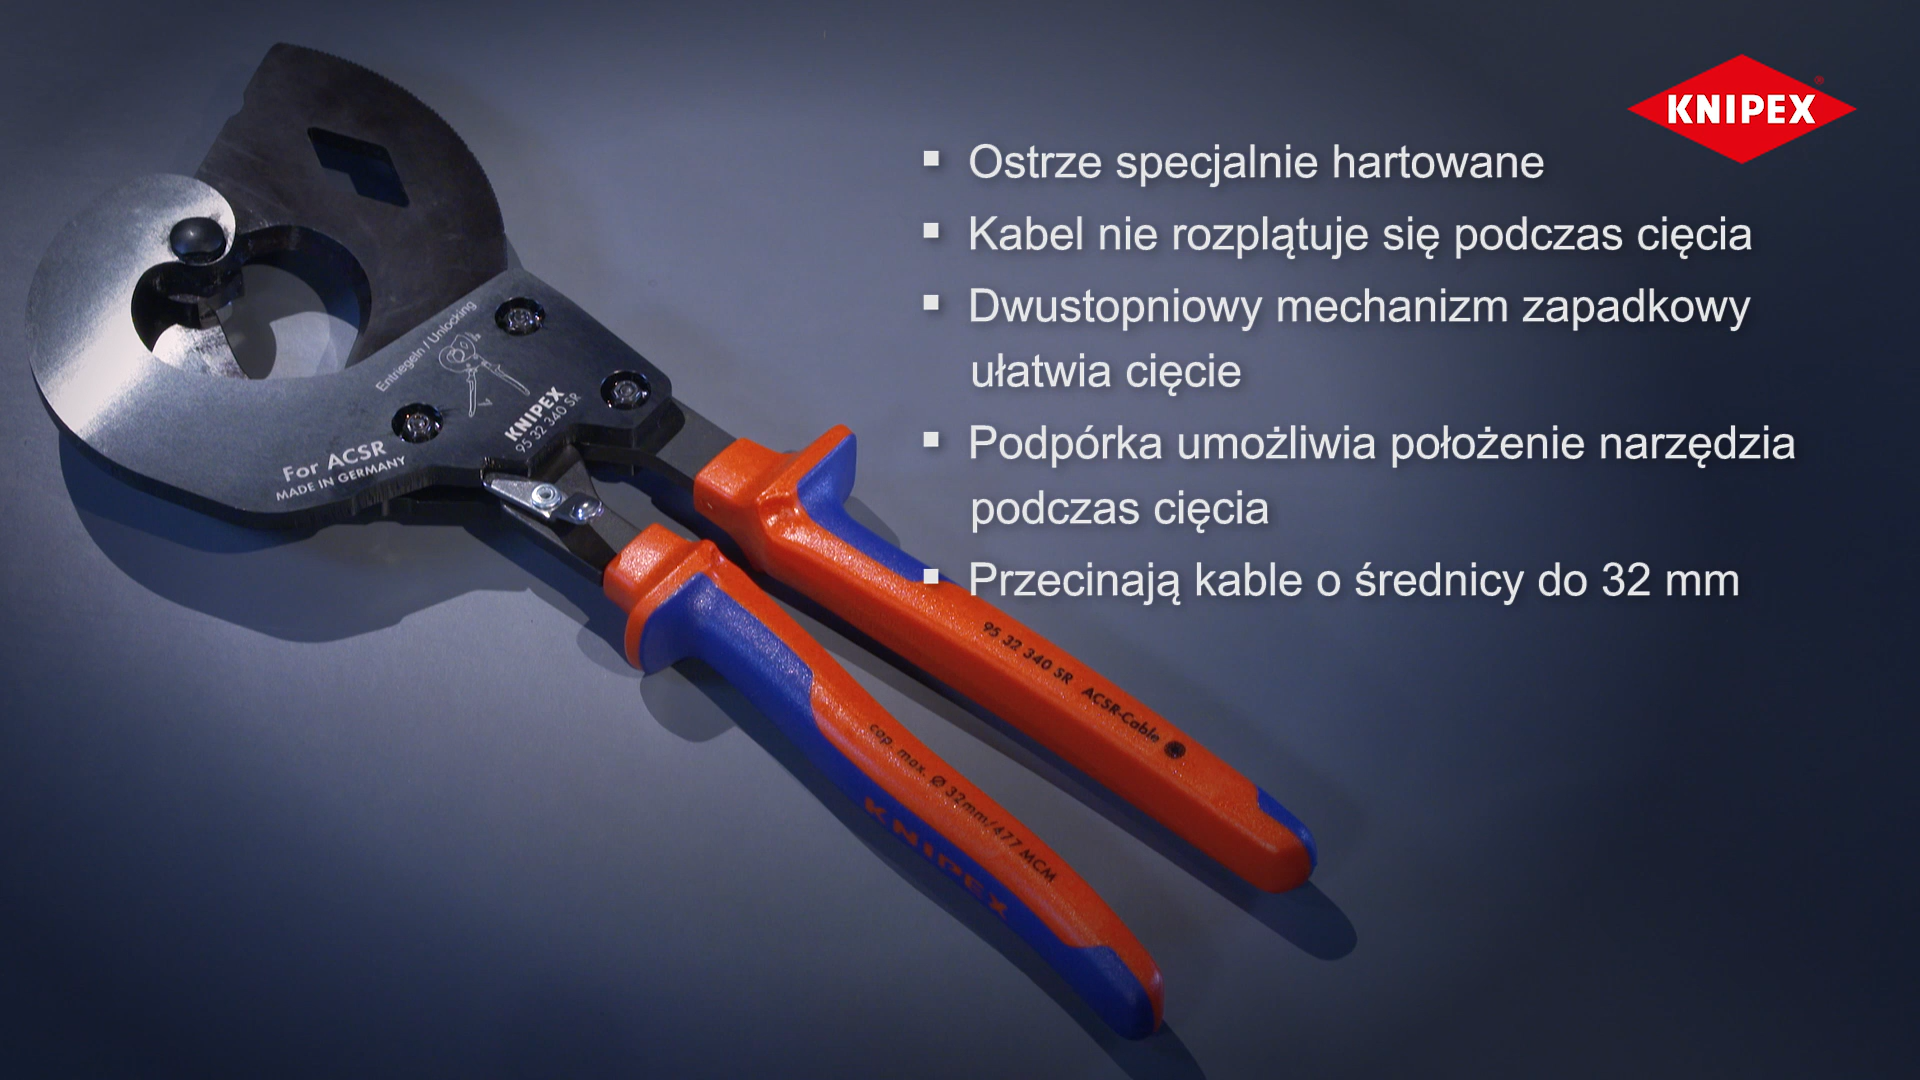 KNIPEX
®
▪ Ostrze specjalnie hartowane
▪ Kabel nie rozplątuje się podczas cięcia
▪ Dwustopniowy mechanizm zapadkowy
ułatwia cięcie
▪ Podpórka umożliwia położenie narzędzia
podczas cięcia
▪ Przecinają kable o średnicy do 32 mm
Entriegeln / Unlocking
KNIPEX
95 32 340 SR
For ACSR
MADE IN GERMANY
95 32 340 SR ACSR-Cable
cap. max. Ø 32mm/477 MCM
KNIPEX